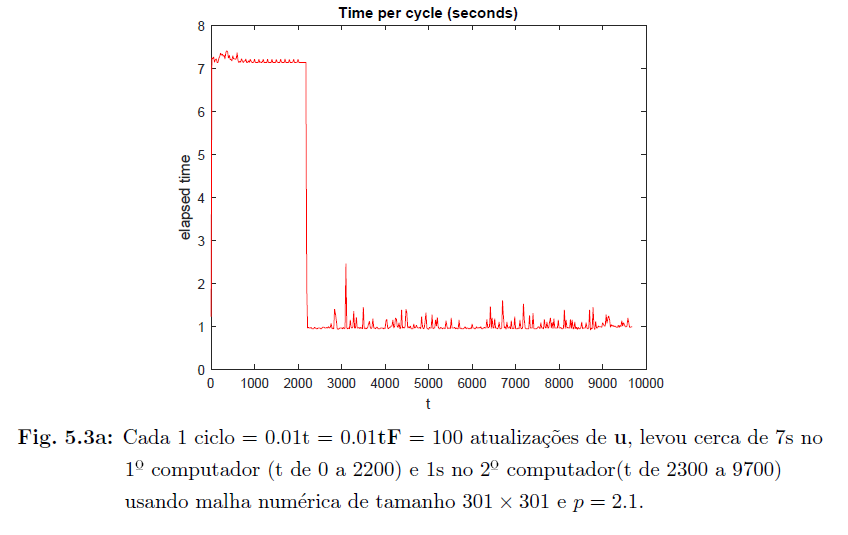 Time per cycle (seconds)
8
7
6
5
4
3
2
1
0
elapsed time
0 1000 2000 3000 4000 5000 6000 7000 8000 9000 10000
t
Fig. 5.3a: Cada 1 ciclo = 0.01t = 0.01tF = 100 atualizações de u, levou cerca de 7s no
1º computador (t de 0 a 2200) e 1s no 2º computador(t de 2300 a 9700)
usando malha numérica de tamanho 301 × 301 e p = 2.1.